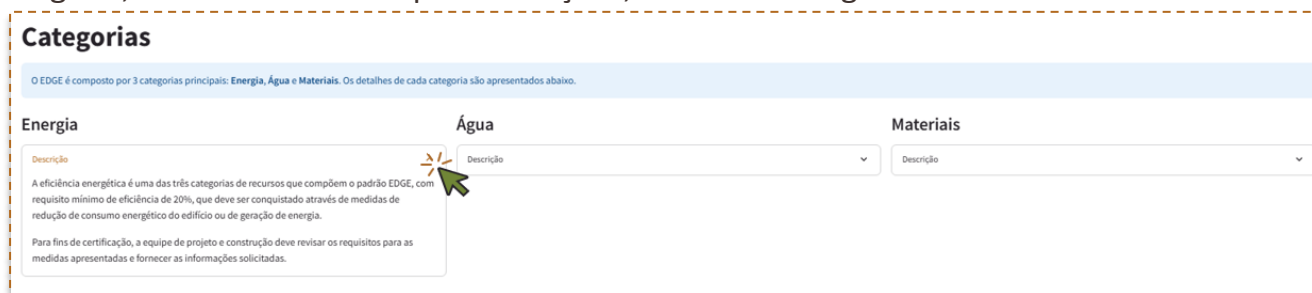 Categorias
O EDGE é composto por 3 categorias principais: Energia, Água e Materiais. Os detalhes de cada categoria são apresentados abaixo.
Energia
Descrição
A eficiência energética é uma das três categorias de recursos que compõem o padrão EDGE, com
requisito mínimo de eficiência de 20%, que deve ser conquistado através de medidas de
redução de consumo energético do edifício ou de geração de energia.
Para fins de certificação, a equipe de projeto e construção deve revisar os requisitos para as
medidas apresentadas e fornecer as informações solicitadas.
Água
Descrição
Materiais
Descrição